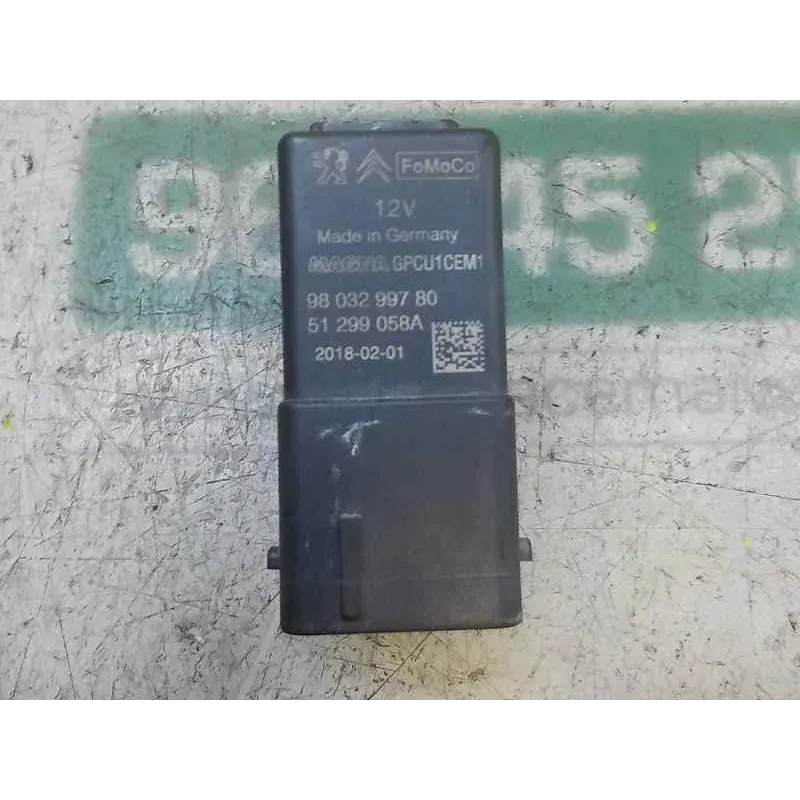 FoMoCo
12V
Made in Germany
GPCU1CEM1
98 032 997 80
51 299 058A
2018-02-01